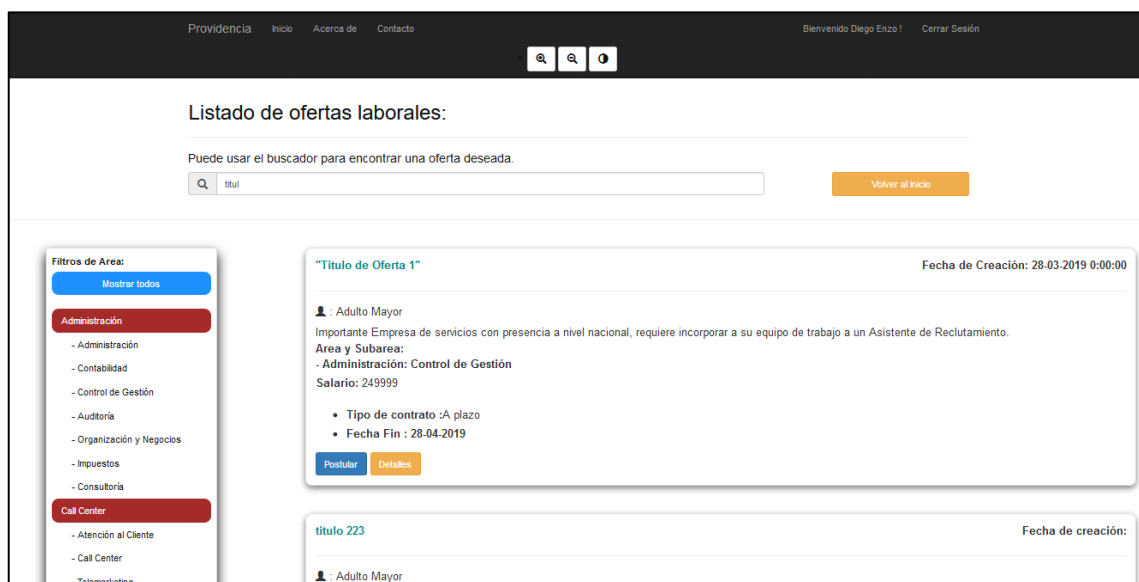 Providencia Inicio Acerca de Contacto Bienvenido Diego Enzo ! Cerrar Sesión
Listado de ofertas laborales:
Puede usar el buscador para encontrar una oferta deseada.
titul
Volver al inicio
Filtros de Area:
Mostrar todos
Administración
- Administración
- Contabilidad
- Control de Gestión
- Auditoría
- Organización y Negocios
- Impuestos
- Consultoría
Call Center
- Atención al Cliente
- Call Center
- Telemarketing
"Titulo de Oferta 1" Fecha de Creación: 28-03-2019 0:00:00
: Adulto Mayor
Importante Empresa de servicios con presencia a nivel nacional, requiere incorporar a su equipo de trabajo a un Asistente de Reclutamiento.
Area y Subarea:
- Administración: Control de Gestión
Salario: 249999
• Tipo de contrato :A plazo
• Fecha Fin : 28-04-2019
Postular Detalles
titulo 223 Fecha de creación:
: Adulto Mayor